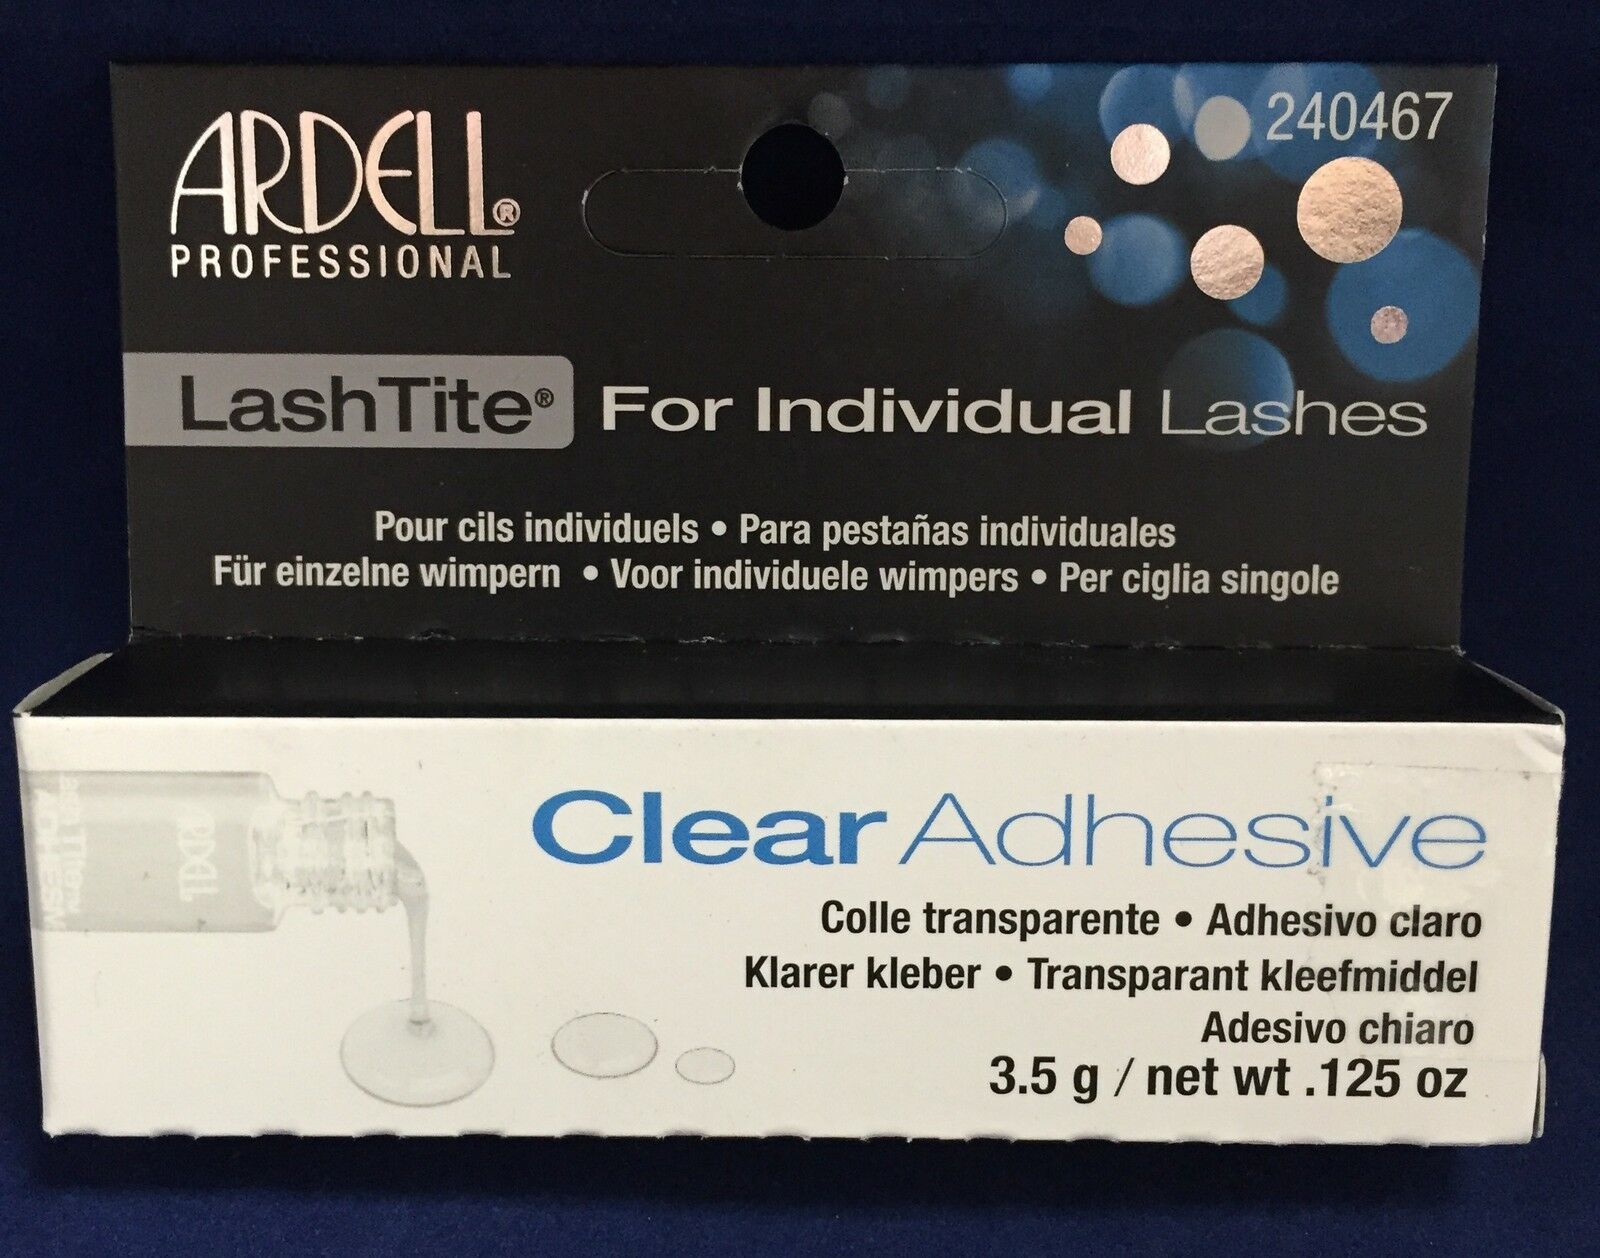 ARDELL®
PROFESSIONAL
240467
LashTite® For Individual Lashes
Pour cils individuels • Para pestañas individuales
Für einzelne wimpern • Voor individuele wimpers • Per ciglia singole
ARDELL
Clear Adhesive
Colle transparente • Adhesivo claro
Klarer kleber • Transparant kleefmiddel
Adesivo chiaro
3.5 g / net wt .125 oz